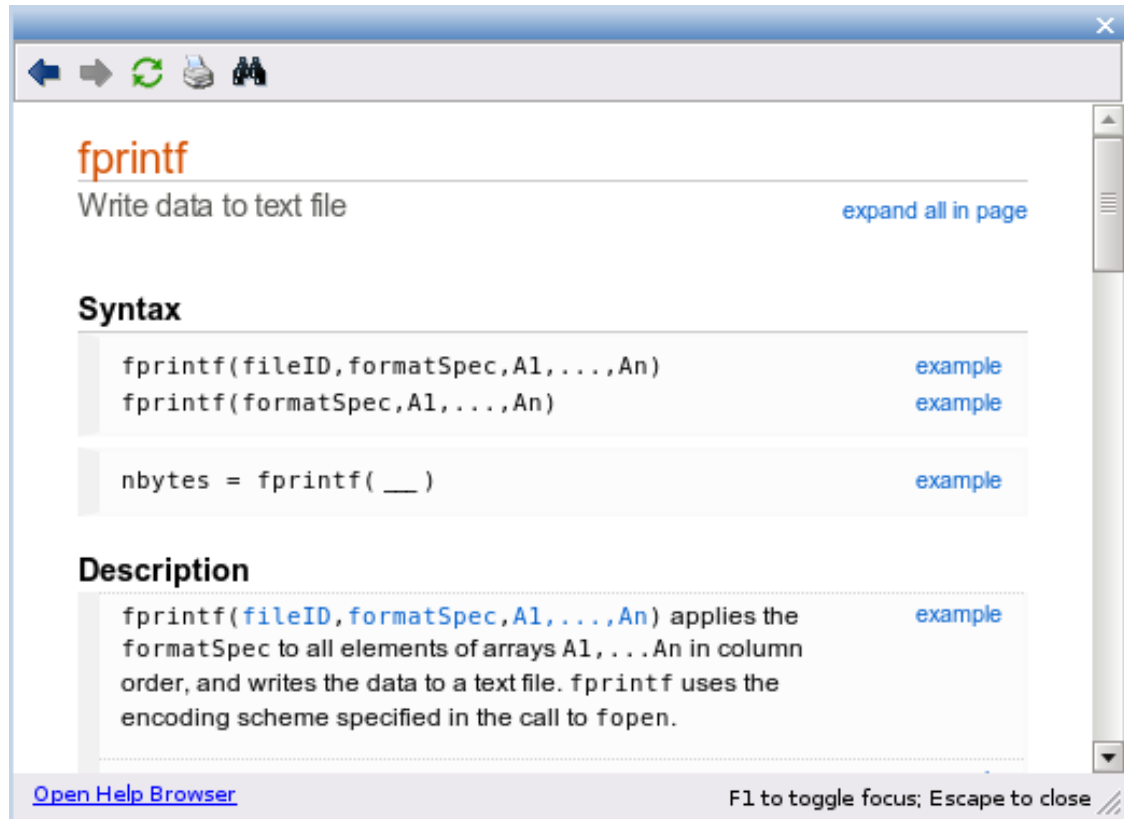 fprintf
Write data to text file expand all in page
Syntax
fprintf(fileID,formatSpec,A1,...,An) example
fprintf(formatSpec,A1,...,An) example
nbytes = fprintf( ___ ) example
Description
fprintf(fileID,formatSpec,A1,...,An) applies the example
formatSpec to all elements of arrays A1,...An in column
order, and writes the data to a text file. fprintf uses the
encoding scheme specified in the call to fopen.
Open Help Browser F1 to toggle focus; Escape to close